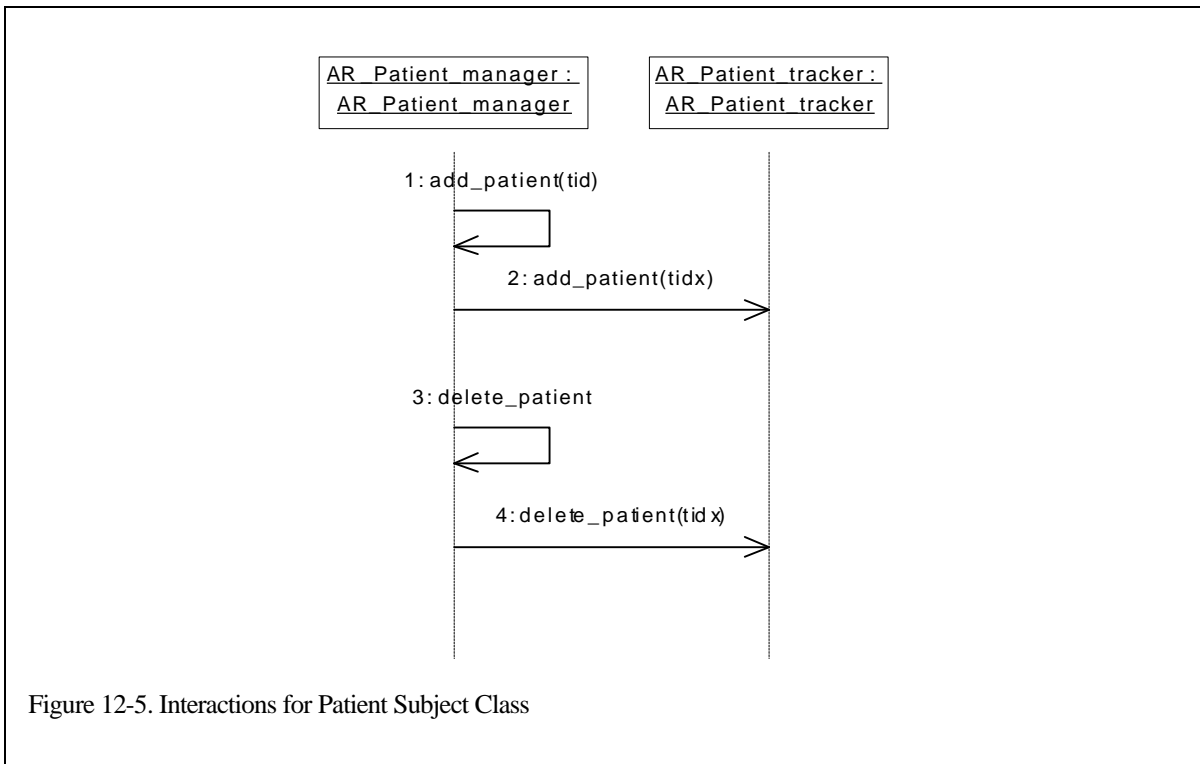 AR_Patient_manager :
AR_Patient_manager
AR_Patient_tracker :
AR_Patient_tracker
1: add_patient(tid)
2: add_patient(tidx)
3: delete_patient
4: delete_patient(tidx)
Figure 12-5. Interactions for Patient Subject Class